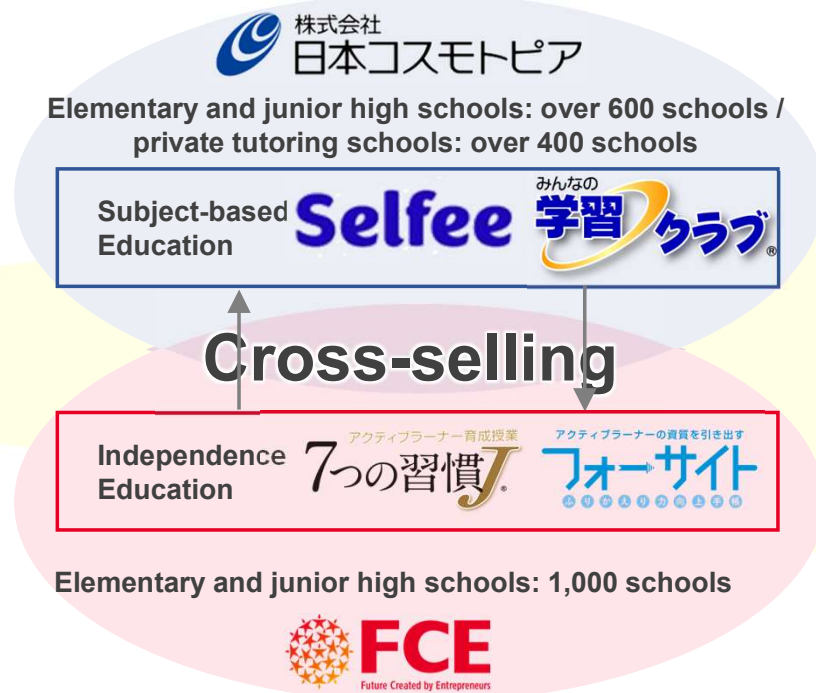 株式会社
日本コスモトピア
Elementary and junior high schools: over 600 schools /
private tutoring schools: over 400 schools
Subject-based
Education
Selfee
みんなの
学習クラブ®
Cross-selling
Independence
Education
アクティブラーナー育成授業
7つの習慣J®
アクティブラーナーの資質を引き出す
フォーサイト
ふりかえり力向上手帳
Elementary and junior high schools: 1,000 schools
FCE
Future Created by Entrepreneurs